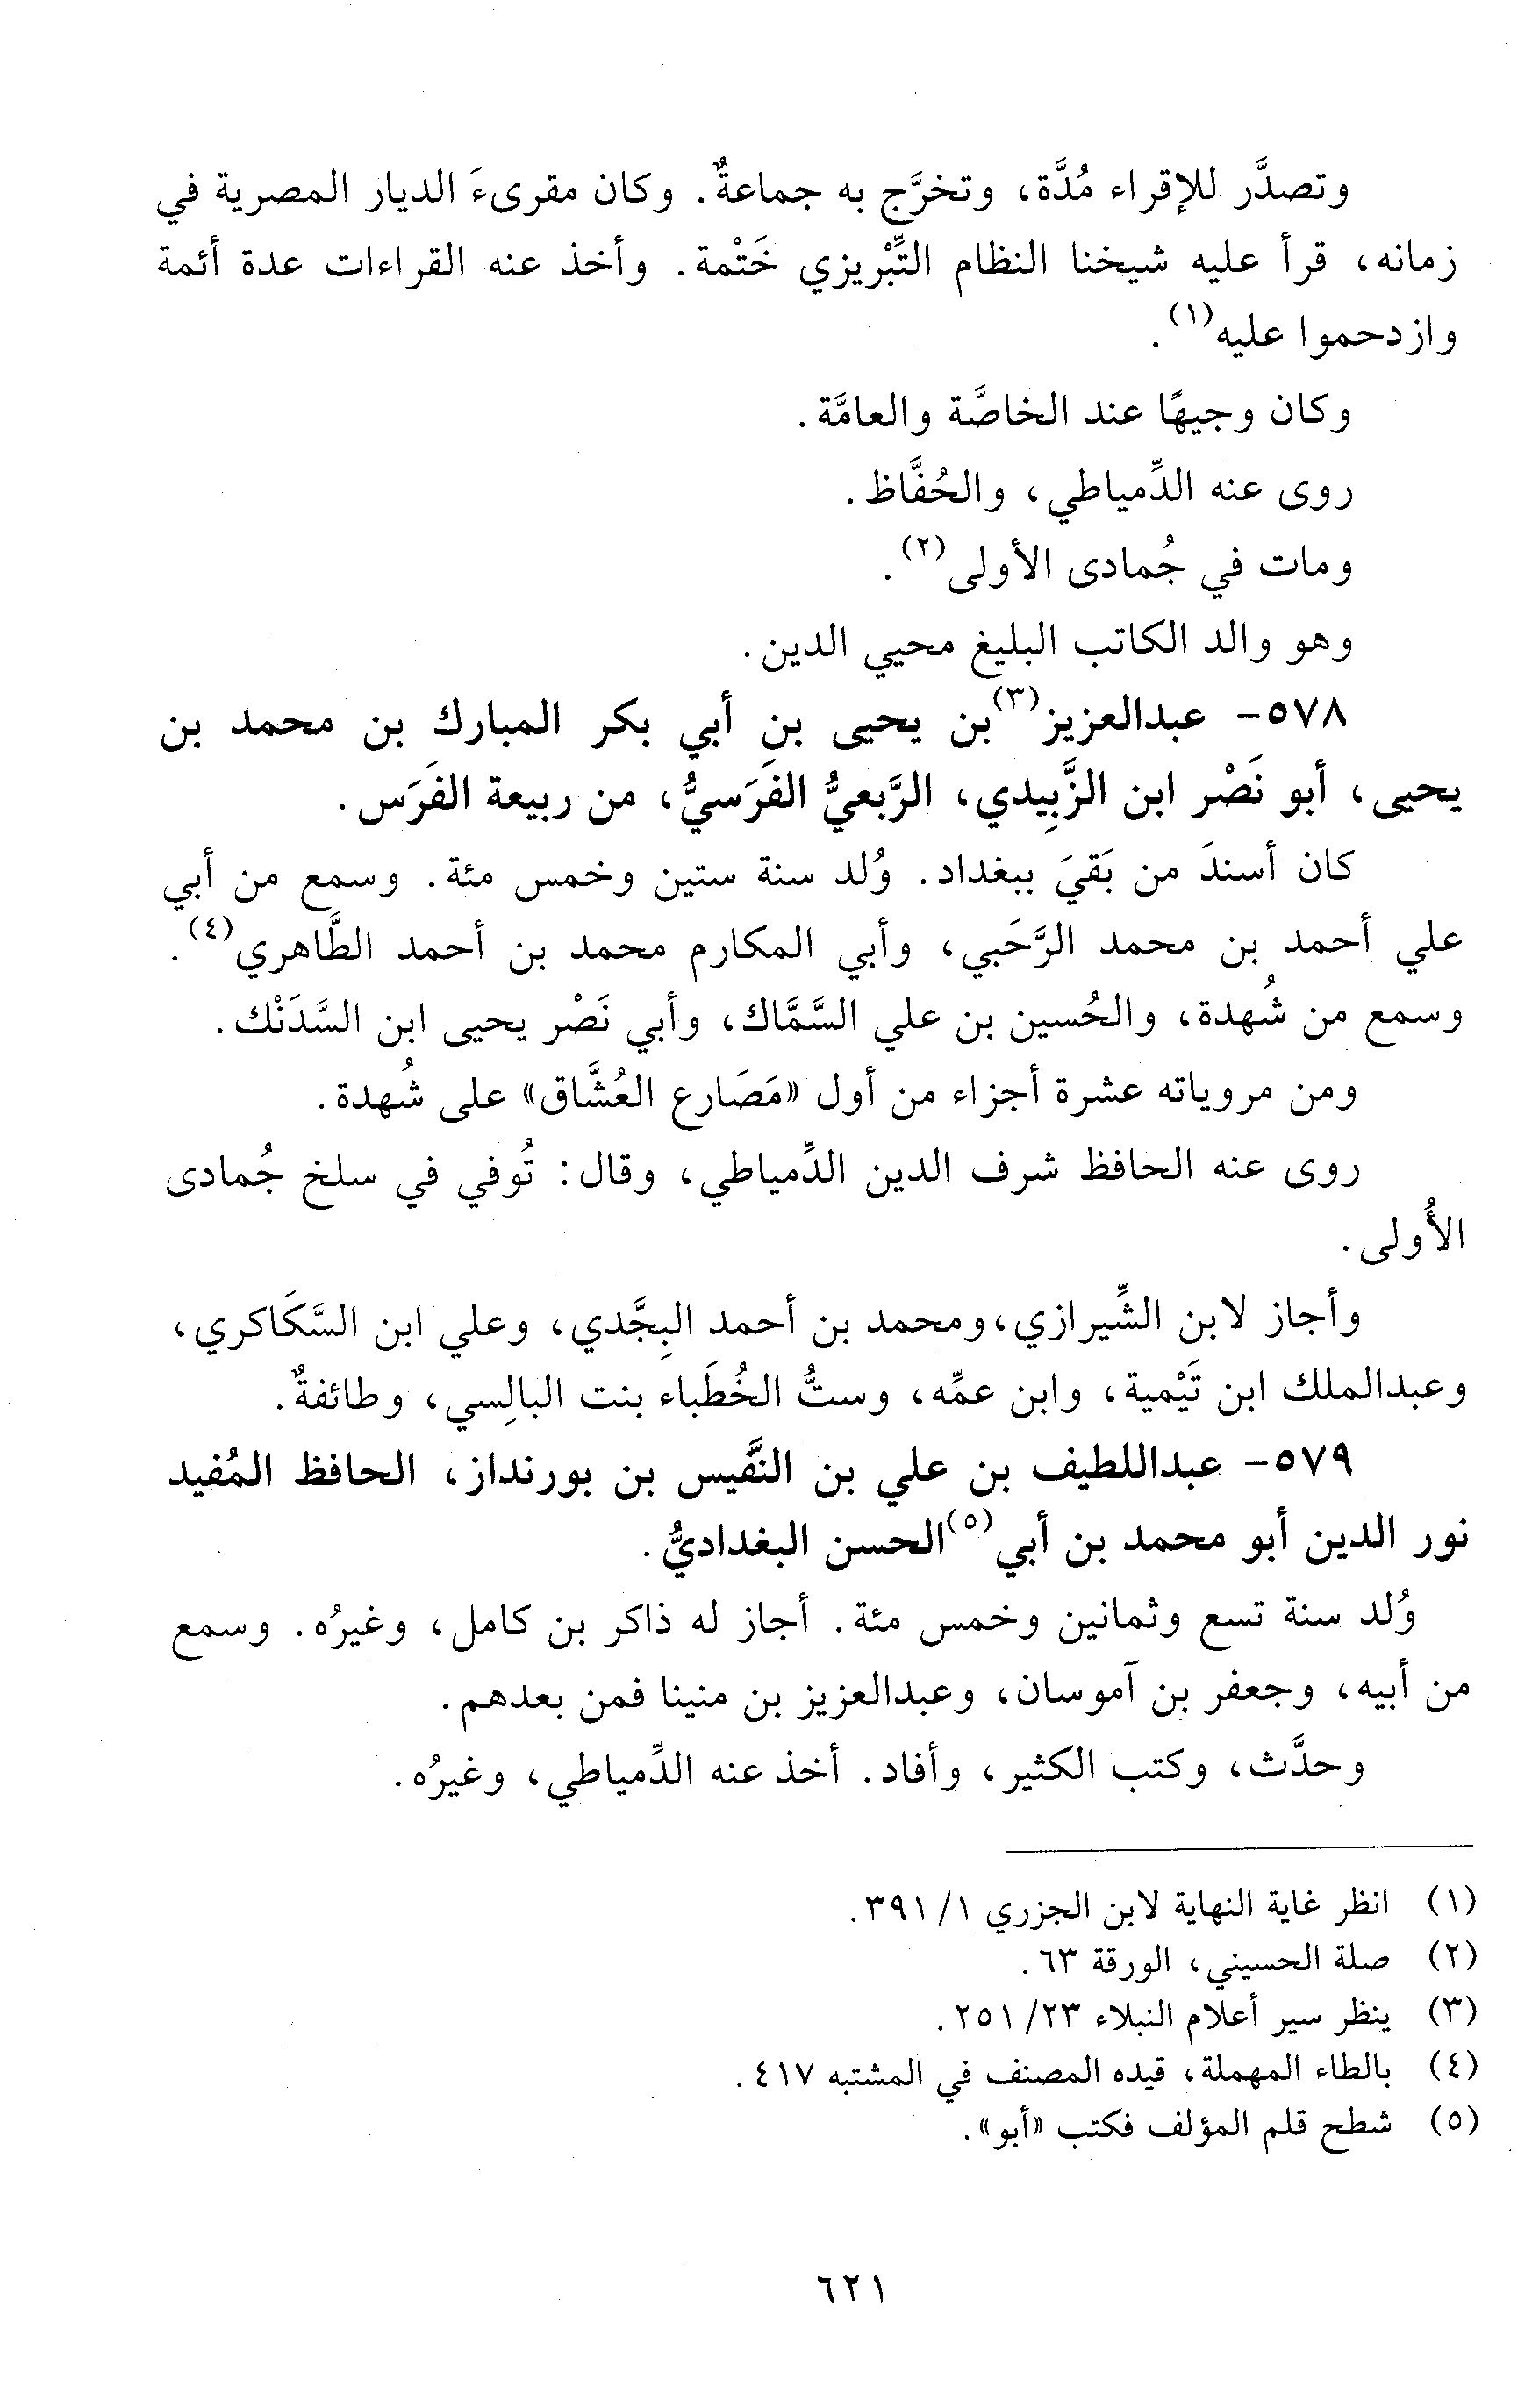 وتصدَّر للإقراء مُدَّة، وتخرَّج به جماعةٌ. وكان مقرىءَ الديار المصرية في
زمانه، قرأ عليه شيخنا النظام التِّبْريزي خَتْمة. وأخذ عنه القراءات عدة أئمة
وازدحموا عليه(١).
وكان وجيهًا عند الخاصَّة والعامَّة.
روى عنه الدِّمياطي، والحُفَّاظ.
ومات في جُمادى الأولى(٢).
وهو والد الكاتب البليغ محيي الدين.
٥٧٨- عبدالعزيز(٣) بن يحيى بن أبي بكر المبارك بن محمد بن
يحيى، أبو نَصْر ابن الزَّبِيدي، الرَّبعيُّ الفَرَسيُّ، من ربيعة الفَرَس.
كان أسندَ من بَقيَ ببغداد. وُلد سنة ستين وخمس مئة. وسمع من أبي
علي أحمد بن محمد الرَّحَبي، وأبي المكارم محمد بن أحمد الطَّاهري(٤).
وسمع من شُهدة، والحُسين بن علي السَّمَّاك، وأبي نَصْر يحيى ابن السَّدَنْك.
ومن مروياته عشرة أجزاء من أول «مَصَارع العُشَّاق» على شُهدة.
روى عنه الحافظ شرف الدين الدِّمياطي، وقال: تُوفي في سلخ جُمادى
الأُولى.
وأجاز لابن الشِّيرازي، ومحمد بن أحمد البِجَّدي، وعلي ابن السَّكَاكري،
وعبدالملك ابن تَيْمية، وابن عمِّه، وستُّ الخُطَباء بنت البالِسي، وطائفةٌ.
٥٧٩- عبداللطيف بن علي بن النَّفيس بن بورنداز، الحافظ المُفيد
نور الدين أبو محمد بن أبي(٥) الحسن البغداديُّ.
وُلد سنة تسع وثمانين وخمس مئة. أجاز له ذاكر بن كامل، وغيرُه. وسمع
من أبيه، وجعفر بن آموسان، وعبدالعزيز بن منينا فمن بعدهم.
وحدَّث، وكتب الكثير، وأفاد. أخذ عنه الدِّمياطي، وغيرُه.
(١) انظر غاية النهاية لابن الجزري ١/ ٣٩١.
(٢) صلة الحسيني، الورقة ٦٣.
(٣) ينظر سير أعلام النبلاء ٢٣/ ٢٥١.
(٤) بالطاء المهملة، قيده المصنف في المشتبه ٤١٧.
(٥) شطح قلم المؤلف فكتب «أبو».
٦٢١